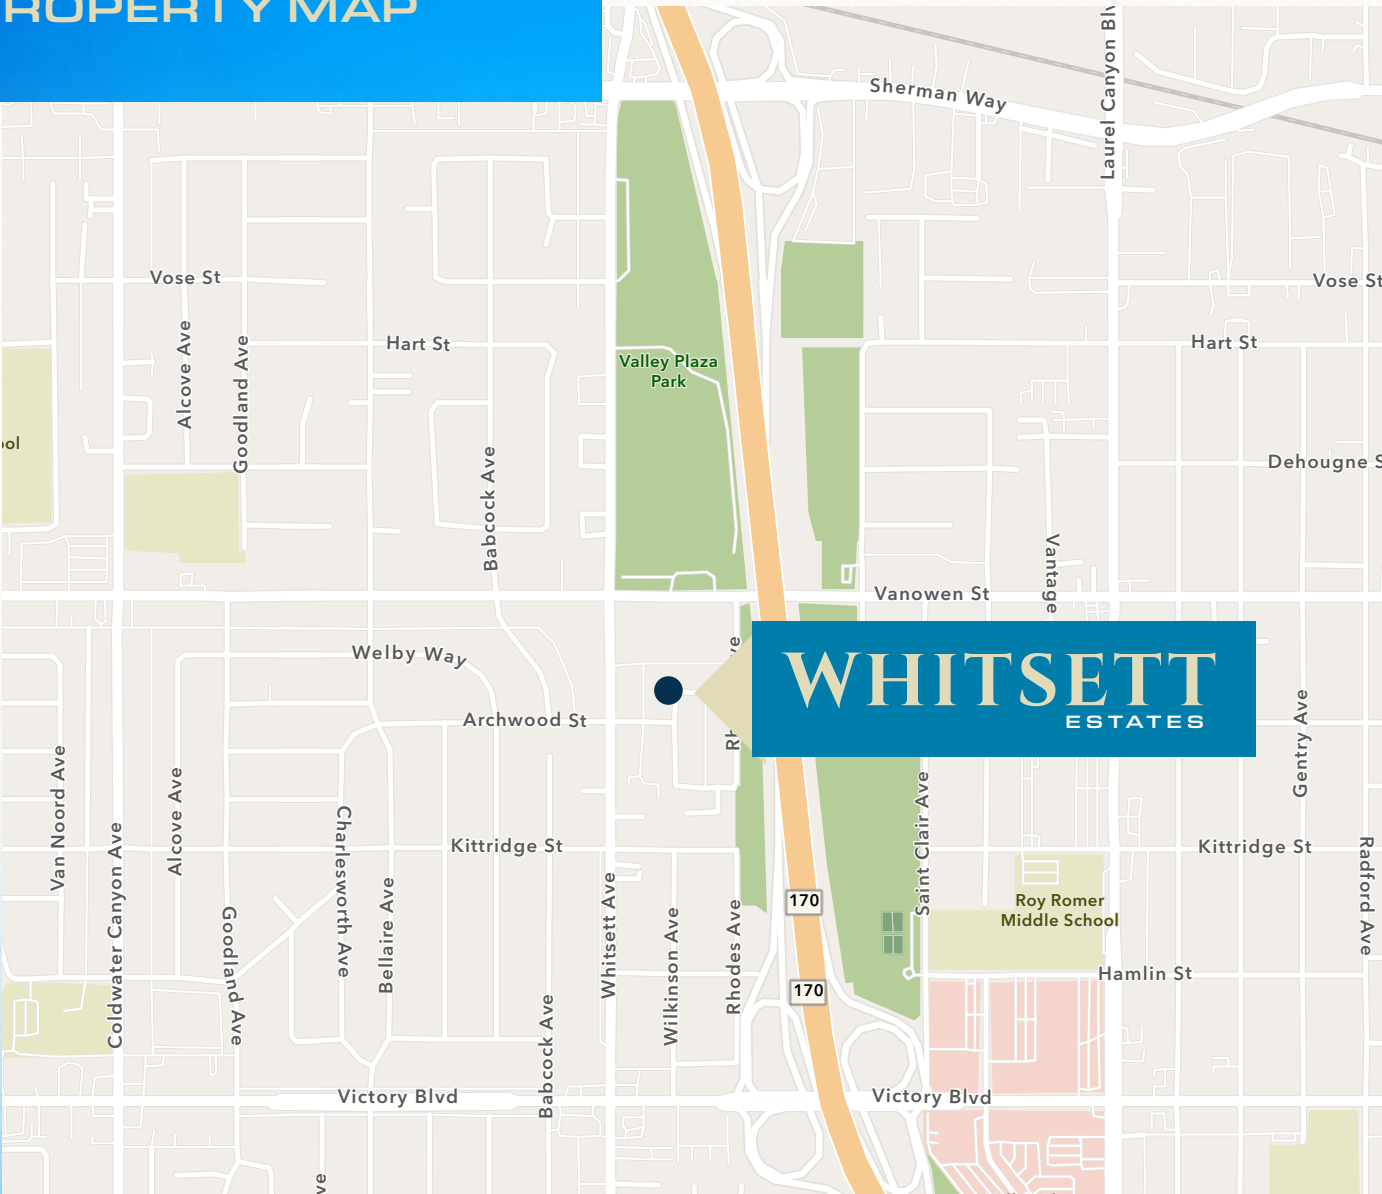 ROPERTY MAP
Sherman Way
Laurel Canyon Blv
Vose St
Vose St
Alcove Ave
Goodland Ave
Hart St
Hart St
Valley Plaza
Park
ool
Babcock Ave
Dehougne S
Vantage
Vanowen St
Welby Way
WHITSETT
ESTATES
Archwood St
Gentry Ave
Van Noord Ave
Alcove Ave
Coldwater Canyon Ave
Charlesworth Ave
Kittridge St
Saint Clair Ave
Kittridge St
Radford Ave
Bellaire Ave
Goodland Ave
Whitsett Ave
Wilkinson Ave
Rhodes Ave
170
Roy Romer
Middle School
170
Hamlin St
Babcock Ave
Victory Blvd
Victory Blvd
ve